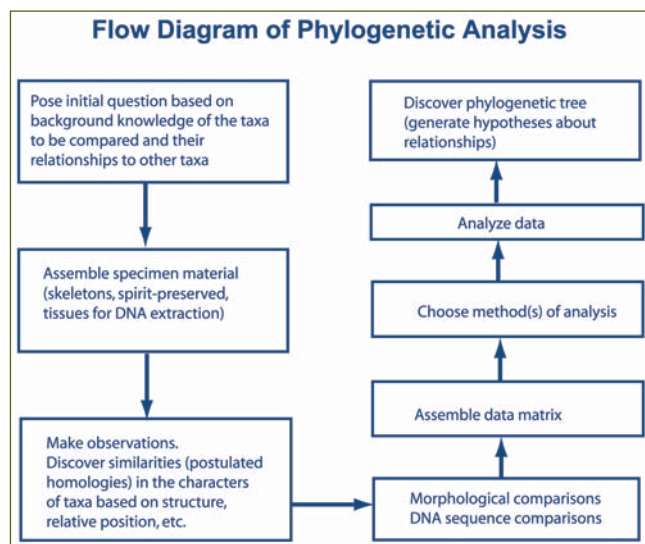 Flow Diagram of Phylogenetic Analysis
Pose initial question based on
background knowledge of the taxa
to be compared and their
relationships to other taxa
Assemble specimen material
(skeletons, spirit-preserved,
tissues for DNA extraction)
Make observations.
Discover similarities (postulated
homologies) in the characters
of taxa based on structure,
relative position, etc.
Morphological comparisons
DNA sequence comparisons
Assemble data matrix
Choose method(s) of analysis
Analyze data
Discover phylogenetic tree
(generate hypotheses about
relationships)